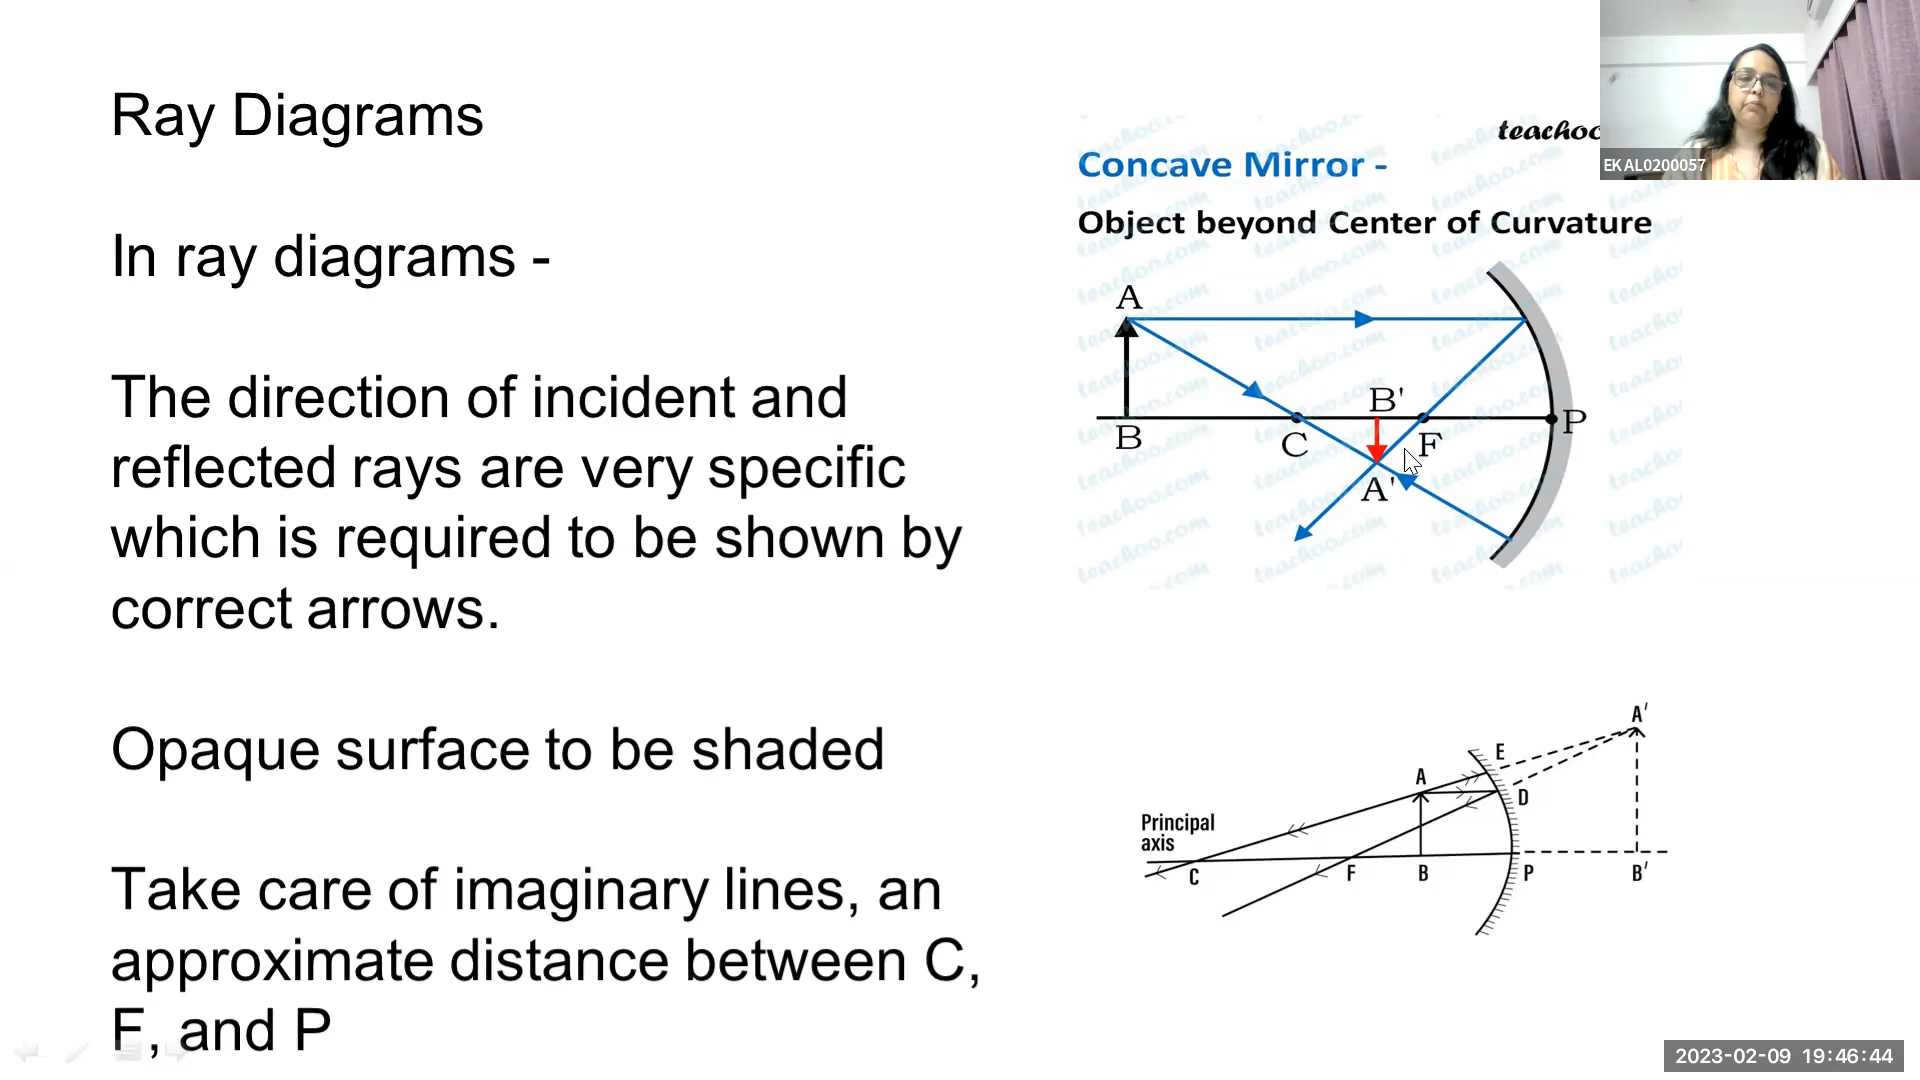 Ray Diagrams
In ray diagrams -
The direction of incident and
reflected rays are very specific
which is required to be shown by
correct arrows.
Opaque surface to be shaded
Take care of imaginary lines, an
approximate distance between C,
F, and P
teachoo
Concave Mirror -
Object beyond Center of Curvature
A
B'
P
B
C
F
A'
A'
E
A
D
Principal
axis
C
F
B
P
B'
EKAL0200057
2023-02-09 19:46:44